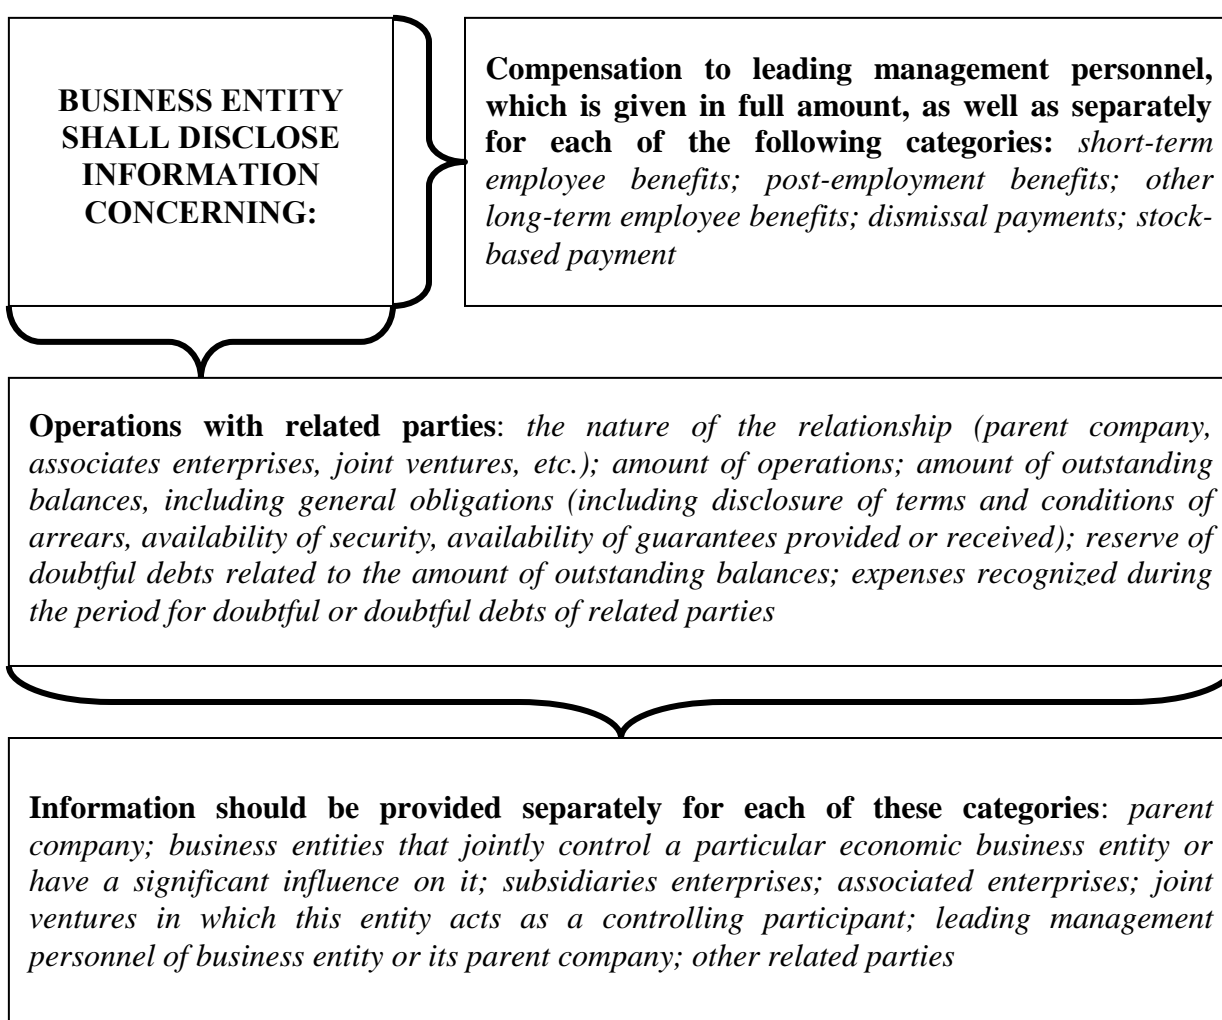 BUSINESS ENTITY
SHALL DISCLOSE
INFORMATION
CONCERNING:
Compensation to leading management personnel,
which is given in full amount, as well as separately
for each of the following categories: short-term
employee benefits; post-employment benefits; other
long-term employee benefits; dismissal payments; stock-
based payment
Operations with related parties: the nature of the relationship (parent company,
associates enterprises, joint ventures, etc.); amount of operations; amount of outstanding
balances, including general obligations (including disclosure of terms and conditions of
arrears, availability of security, availability of guarantees provided or received); reserve of
doubtful debts related to the amount of outstanding balances; expenses recognized during
the period for doubtful or doubtful debts of related parties
Information should be provided separately for each of these categories: parent
company; business entities that jointly control a particular economic business entity or
have a significant influence on it; subsidiaries enterprises; associated enterprises; joint
ventures in which this entity acts as a controlling participant; leading management
personnel of business entity or its parent company; other related parties